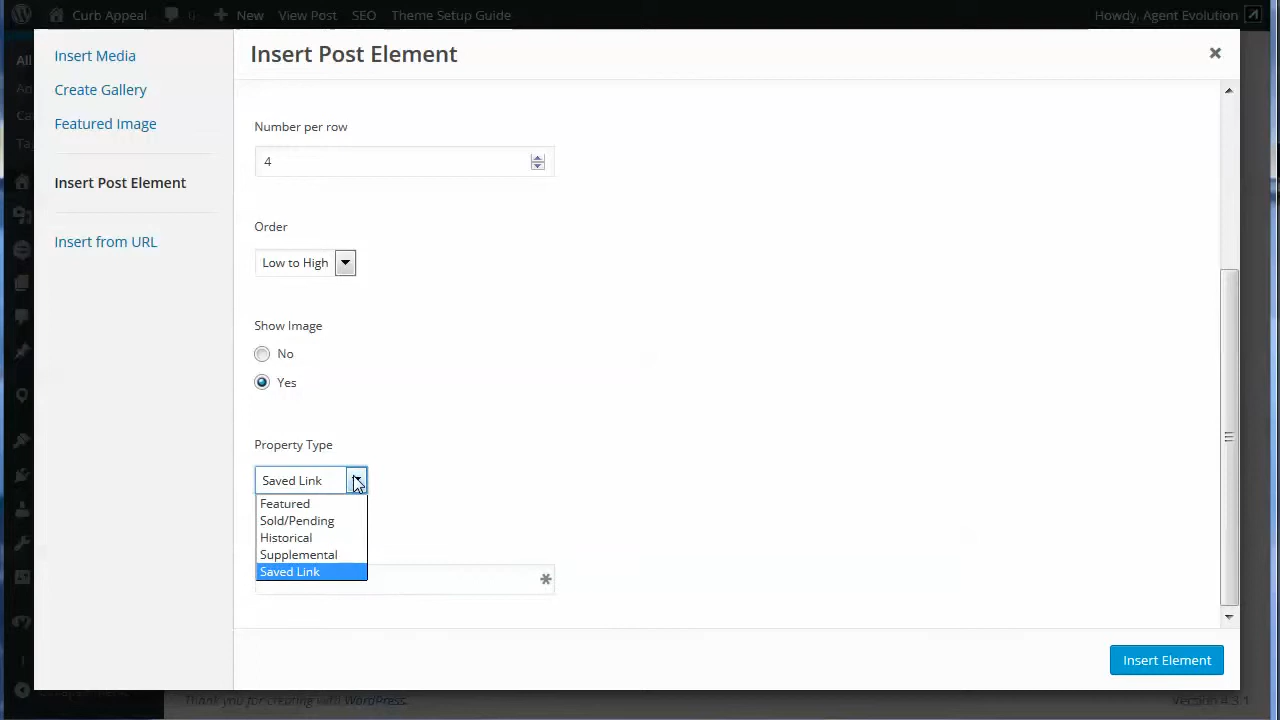 Curb Appeal
New
View Post
SEO
Theme Setup Guide
Howdy, Agent Evolution
Insert Media
Create Gallery
Featured Image
Insert Post Element
Insert from URL
Insert Post Element
Number per row
4
Order
Low to High
Show Image
No
Yes
Property Type
Saved Link
Featured
Sold/Pending
Historical
Supplemental
Saved Link
Insert Element
Thank you for creating with WordPress.
Version 4.3.1